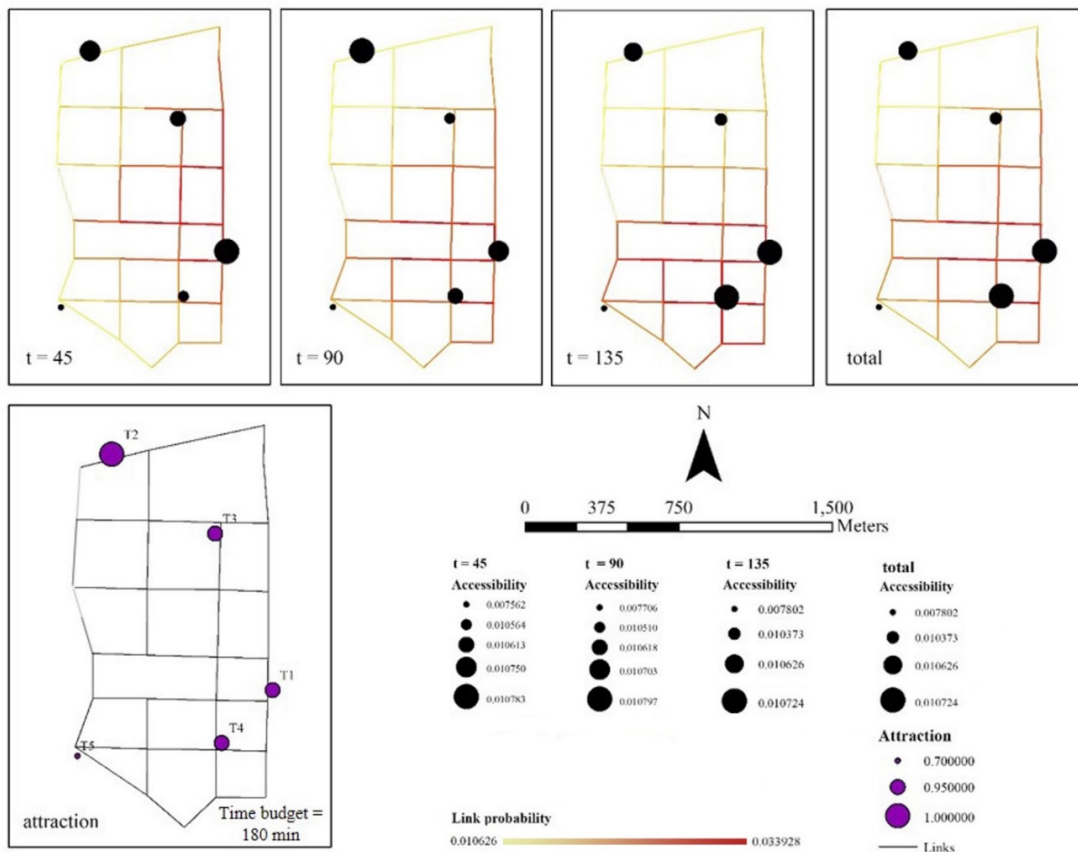 t = 45
t = 90
t = 135
total
T2
T3
T1
T4
T5
attraction
Time budget =
180 min
N
0 375 750 1,500
Meters
t = 45
Accessibility
0.007562
0.010564
0.010613
0.010750
0.010783
t = 90
Accessibility
0.007706
0.010510
0.010618
0.010703
0.010797
t = 135
Accessibility
0.007802
0.010373
0.010626
0.010724
total
Accessibility
0.007802
0.010373
0.010626
0.010724
Attraction
0.700000
0.950000
1.000000
Links
Link probability
0.010626 0.033928